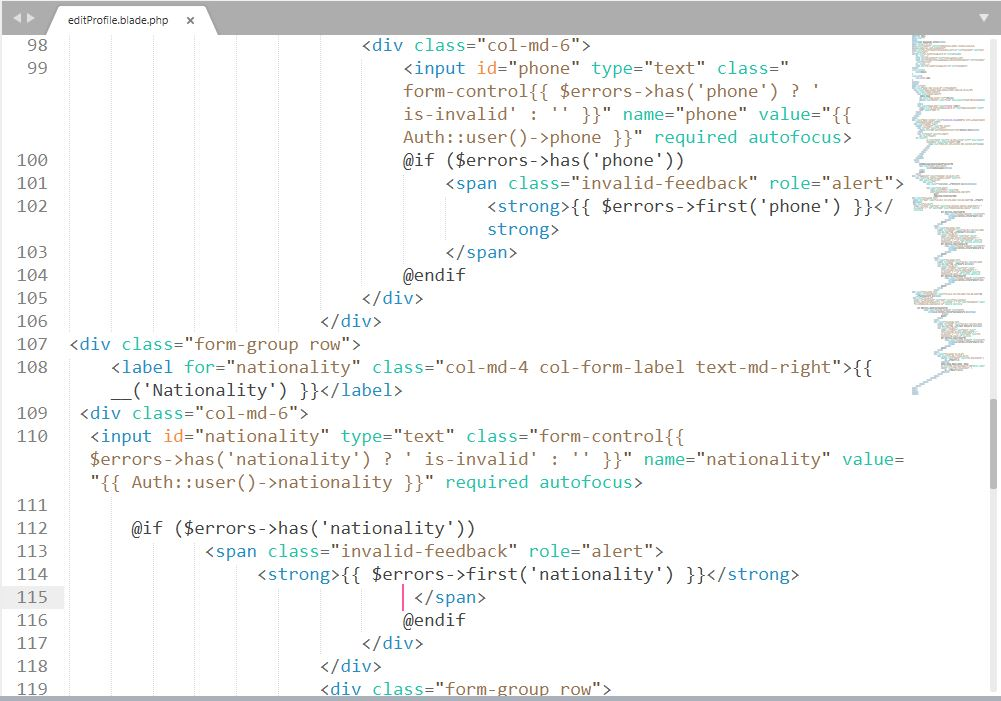 editProfile.blade.php ×
98 <div class="col-md-6">
99 <input id="phone" type="text" class="
form-control{{ $errors->has('phone') ? '
is-invalid' : '' }}" name="phone" value="{{
Auth::user()->phone }}" required autofocus>
100 @if ($errors->has('phone'))
101 <span class="invalid-feedback" role="alert">
102 <strong>{{ $errors->first('phone') }}</
strong>
103 </span>
104 @endif
105 </div>
106 </div>
107 <div class="form-group row">
108 <label for="nationality" class="col-md-4 col-form-label text-md-right">{{
__('Nationality') }}</label>
109 <div class="col-md-6">
110 <input id="nationality" type="text" class="form-control{{
$errors->has('nationality') ? ' is-invalid' : '' }}" name="nationality" value=
"{{ Auth::user()->nationality }}" required autofocus>
111
112 @if ($errors->has('nationality'))
113 <span class="invalid-feedback" role="alert">
114 <strong>{{ $errors->first('nationality') }}</strong>
115 </span>
116 @endif
117 </div>
118 </div>
119 <div class="form-group row">